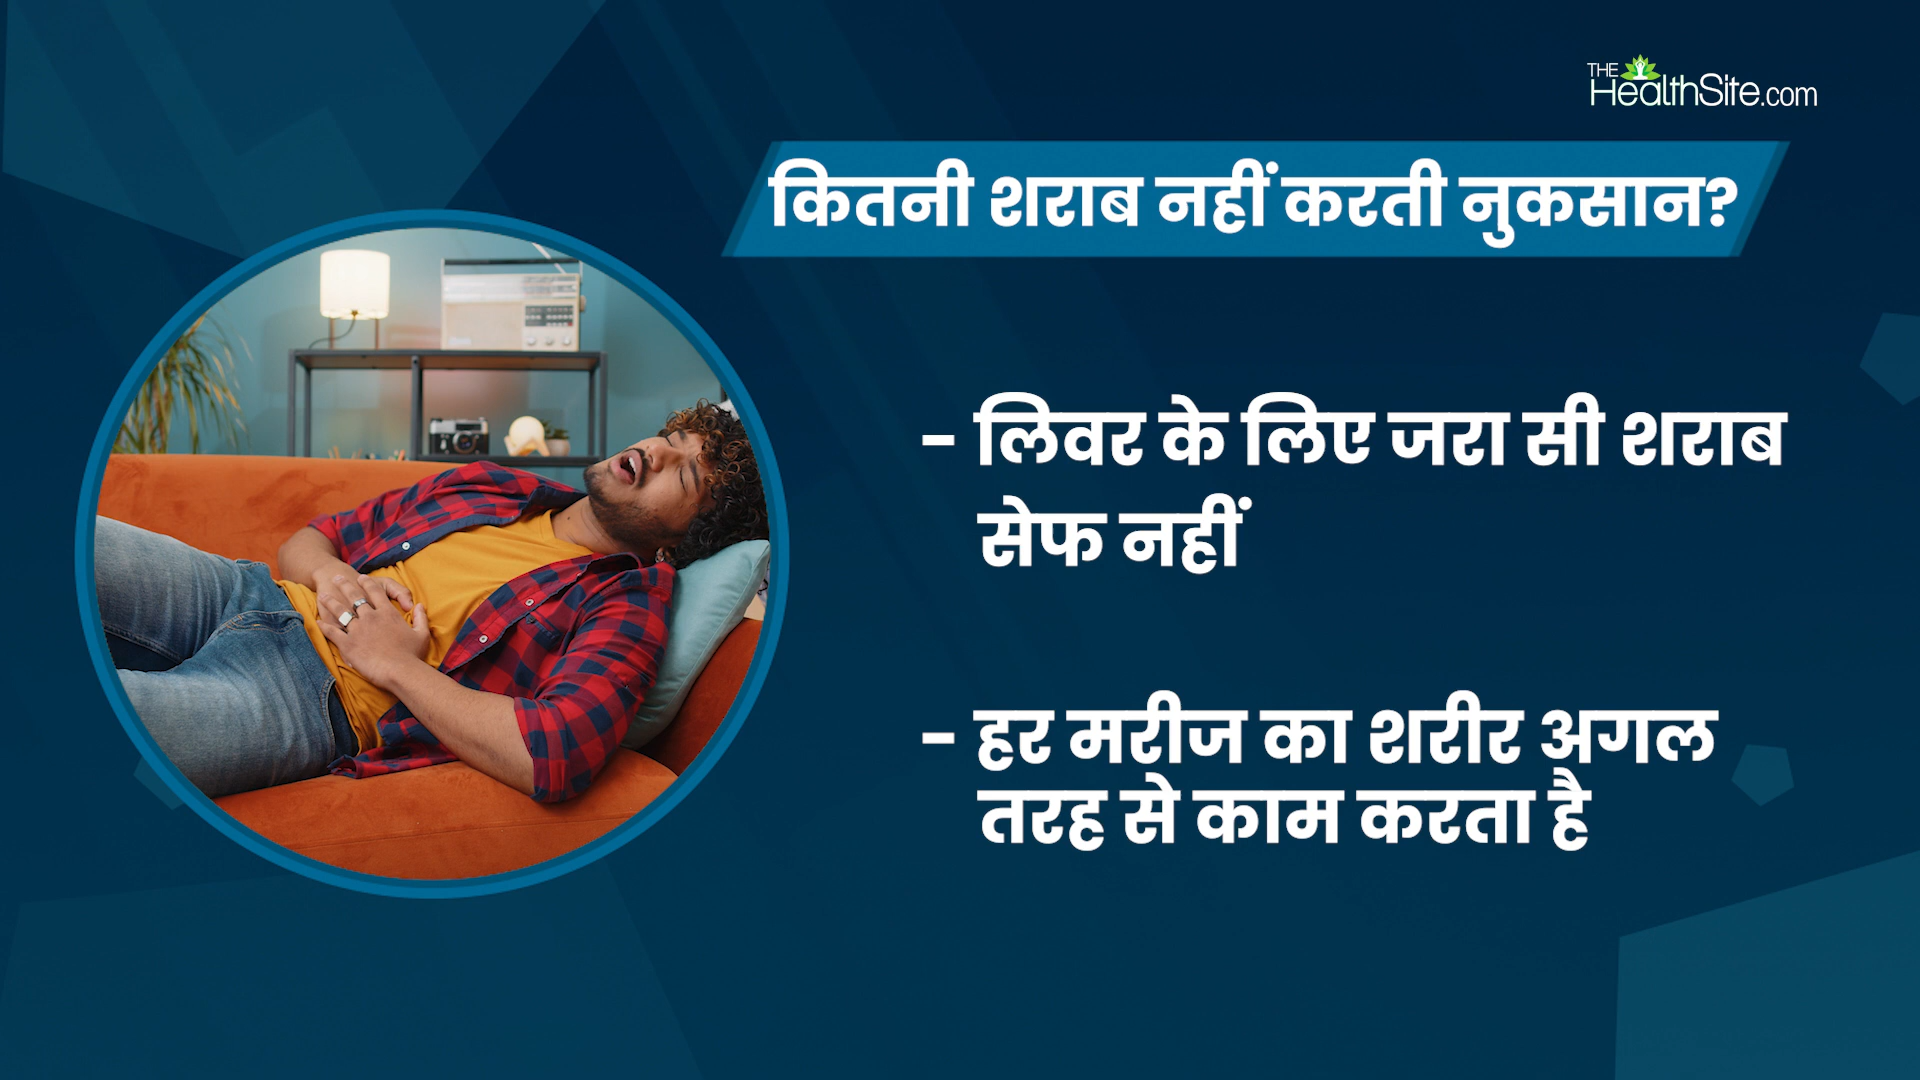 THE
HealthSite.com
कितनी शराब नहीं करती नुकसान?
- लिवर के लिए जरा सी शराब
सेफ नहीं
- हर मरीज का शरीर अगल
तरह से काम करता है